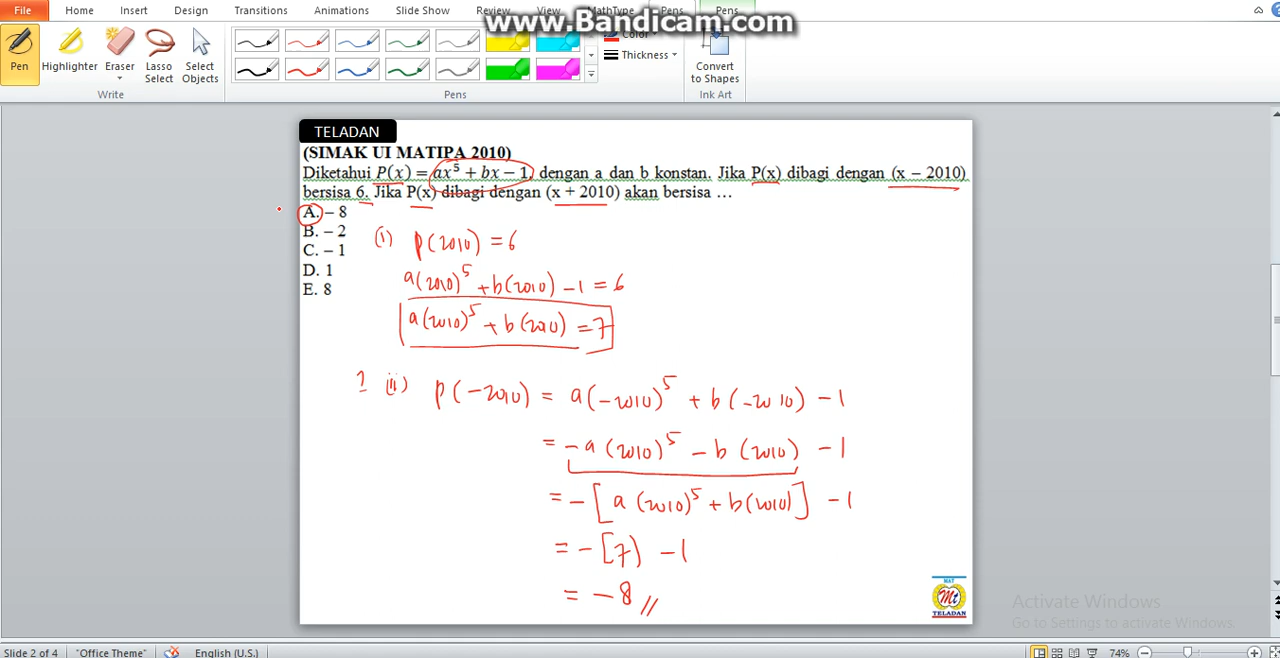 www.Bandicam.com
File Home Insert Design Transitions Animations Slide Show Review View MathType Pens Pens
Pen Highlighter Eraser Lasso Select Select Objects
Color
Thickness
Convert to Shapes
Write Pens Ink Art
TELADAN
(SIMAK UI MATIPA 2010)
Diketahui P(x) = ax⁵ + bx − 1, dengan a dan b konstan. Jika P(x) dibagi dengan (x − 2010)
bersisa 6. Jika P(x) dibagi dengan (x + 2010) akan bersisa …
A. − 8
B. − 2
C. − 1
D. 1
E. 8
(i) p(2010) = 6
a(2010)⁵ + b(2010) − 1 = 6
a(2010)⁵ + b(2010) = 7
? (ii) p(−2010) = a(−2010)⁵ + b(−2010) − 1
= −a(2010)⁵ − b(2010) − 1
= −[a(2010)⁵ + b(2010)] − 1
= −[7) − 1
= −8 //
MAT
Mt
TELADAN
Activate Windows
Go to Settings to activate Windows.
Slide 2 of 4 "Office Theme" English (U.S.) 74%